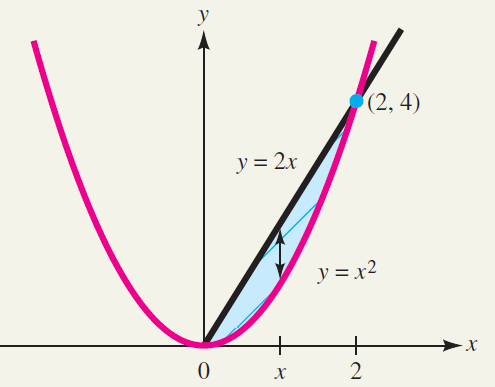 y
(2, 4)
y = 2x
y = x²
x
0
x
2